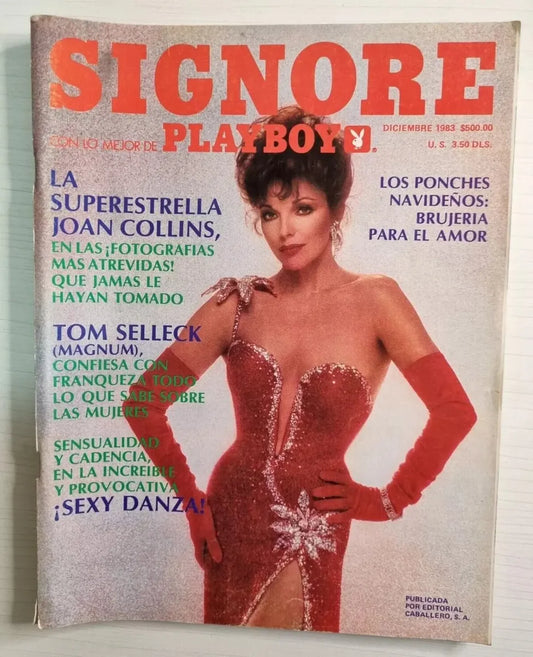 SIGNORE
CON LO MEJOR DE PLAYBOY ®
DICIEMBRE 1983 $500.00
U.S. 3.50 DLS.
LA
SUPERESTRELLA
JOAN COLLINS,
EN LAS ¡FOTOGRAFIAS
MAS ATREVIDAS!
QUE JAMAS LE
HAYAN TOMADO
LOS PONCHES
NAVIDEÑOS:
BRUJERIA
PARA EL AMOR
TOM SELLECK
(MAGNUM),
CONFIESA CON
FRANQUEZA TODO
LO QUE SABE SOBRE
LAS MUJERES
SENSUALIDAD
Y CADENCIA,
EN LA INCREIBLE
Y PROVOCATIVA
¡SEXY DANZA!
PUBLICADA
POR EDITORIAL
CABALLERO, S.A.